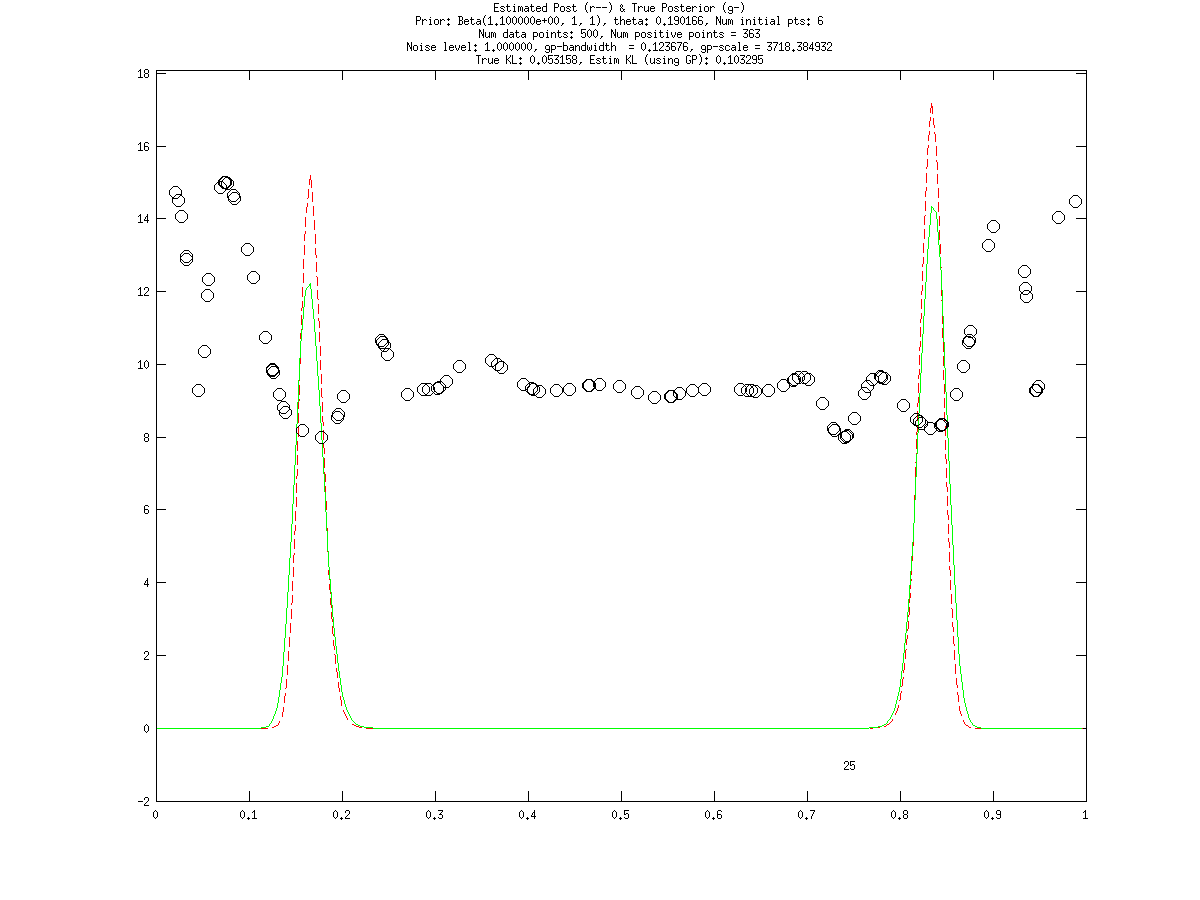 Estimated Post (r--) & True Posterior (g-)
Prior: Beta(1.100000e+00, 1, 1), theta: 0.190166, Num initial pts: 6
Num data points: 500, Num positive points = 363
Noise level: 1.000000, gp-bandwidth  = 0.123676, gp-scale = 3718.384932
True KL: 0.053158, Estim KL (using GP): 0.103295
18
16
14
12
10
8
6
4
2
0
25
-2
0 0.1 0.2 0.3 0.4 0.5 0.6 0.7 0.8 0.9 1